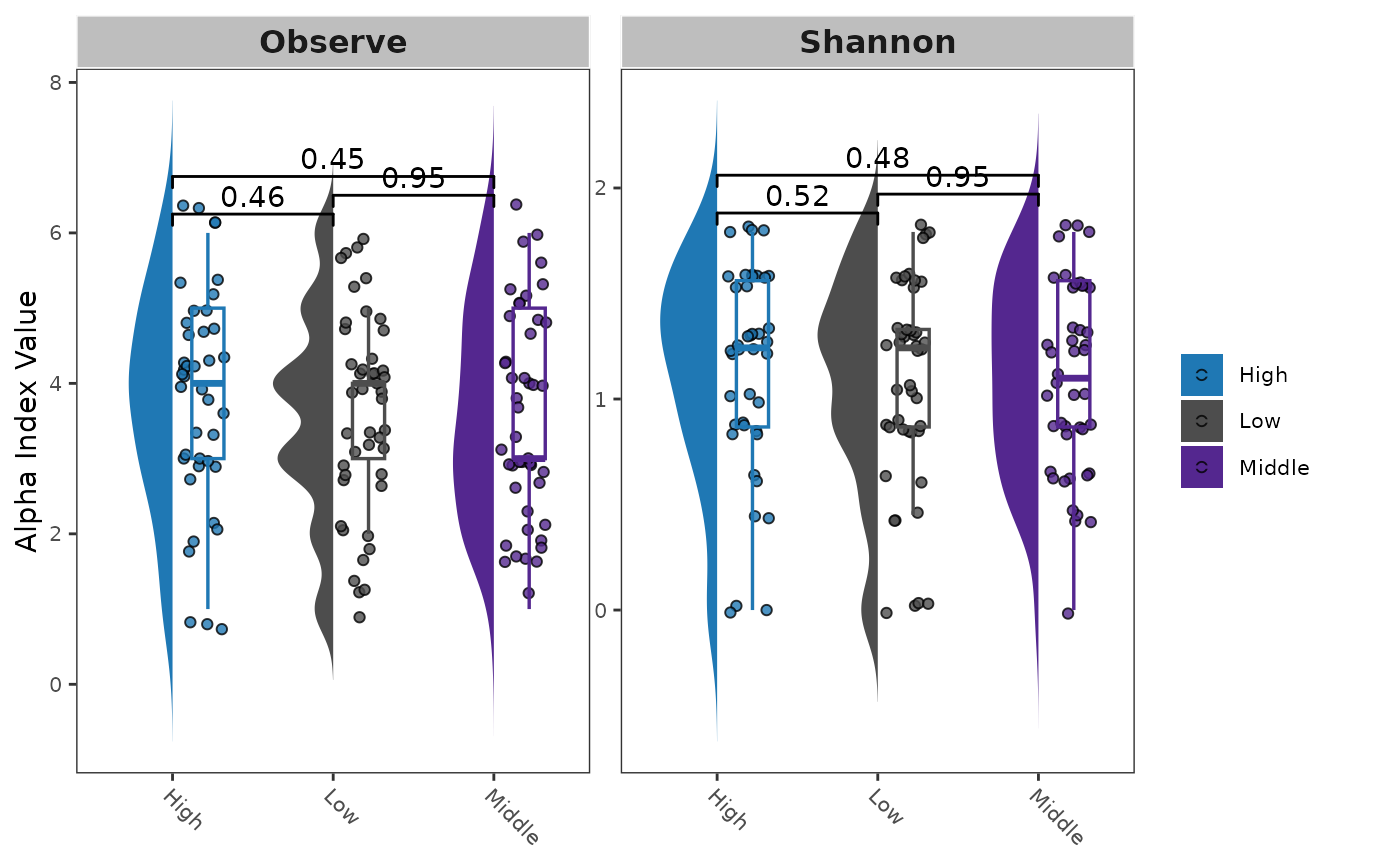 Observe
Shannon
Alpha Index Value
8
6
4
2
0
0.45
0.95
0.46
High
Low
Middle
2
1
0
0.48
0.95
0.52
High
Low
Middle
High
Low
Middle